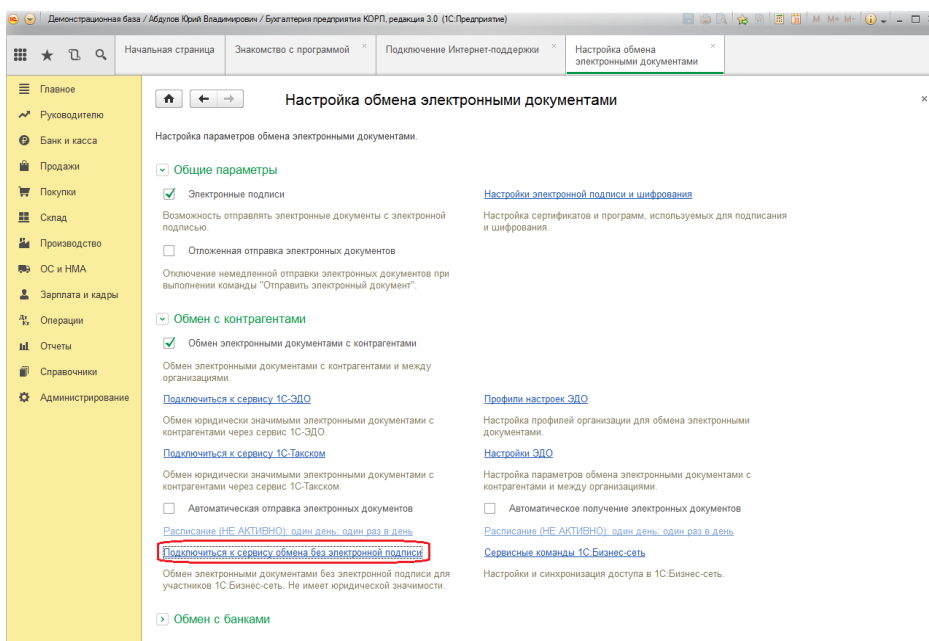 Демонстрационная база / Абдулов Юрий Владимирович / Бухгалтерия предприятия КОРП, редакция 3.0 (1С:Предприятие)
M M+ M-
Начальная страница
Знакомство с программой
Подключение Интернет-поддержки
Настройка обмена
электронными документами
Главное
Руководителю
Банк и касса
Продажи
Покупки
Склад
Производство
ОС и НМА
Зарплата и кадры
Операции
Отчеты
Справочники
Администрирование
Настройка обмена электронными документами
Настройка параметров обмена электронными документами.
Общие параметры
Электронные подписи
Возможность отправлять электронные документы с электронной
подписью.
Настройки электронной подписи и шифрования
Настройка сертификатов и программ, используемых для подписания
и шифрования.
Отложенная отправка электронных документов
Отключение немедленной отправки электронных документов при
выполнении команды "Отправить электронный документ".
Обмен с контрагентами
Обмен электронными документами с контрагентами
Обмен электронными документами с контрагентами и между
организациями.
Подключиться к сервису 1С-ЭДО
Обмен юридически значимыми электронными документами с
контрагентами через сервис 1С-ЭДО.
Профили настроек ЭДО
Настройка профилей организации для обмена электронными
документами.
Подключиться к сервису 1С-Такском
Обмен юридически значимыми электронными документами с
контрагентами через сервис 1С-Такском.
Настройки ЭДО
Настройка параметров обмена электронными документами с
контрагентами и между организациями.
Автоматическая отправка электронных документов
Расписание (НЕ АКТИВНО): один день; один раз в день
Автоматическое получение электронных документов
Расписание (НЕ АКТИВНО): один день; один раз в день
Подключиться к сервису обмена без электронной подписи
Обмен электронными документами без электронной подписи для
участников 1С:Бизнес-сеть. Не имеет юридической значимости.
Сервисные команды 1С:Бизнес-сеть
Настройки и синхронизация доступа в 1С:Бизнес-сеть.
Обмен с банками